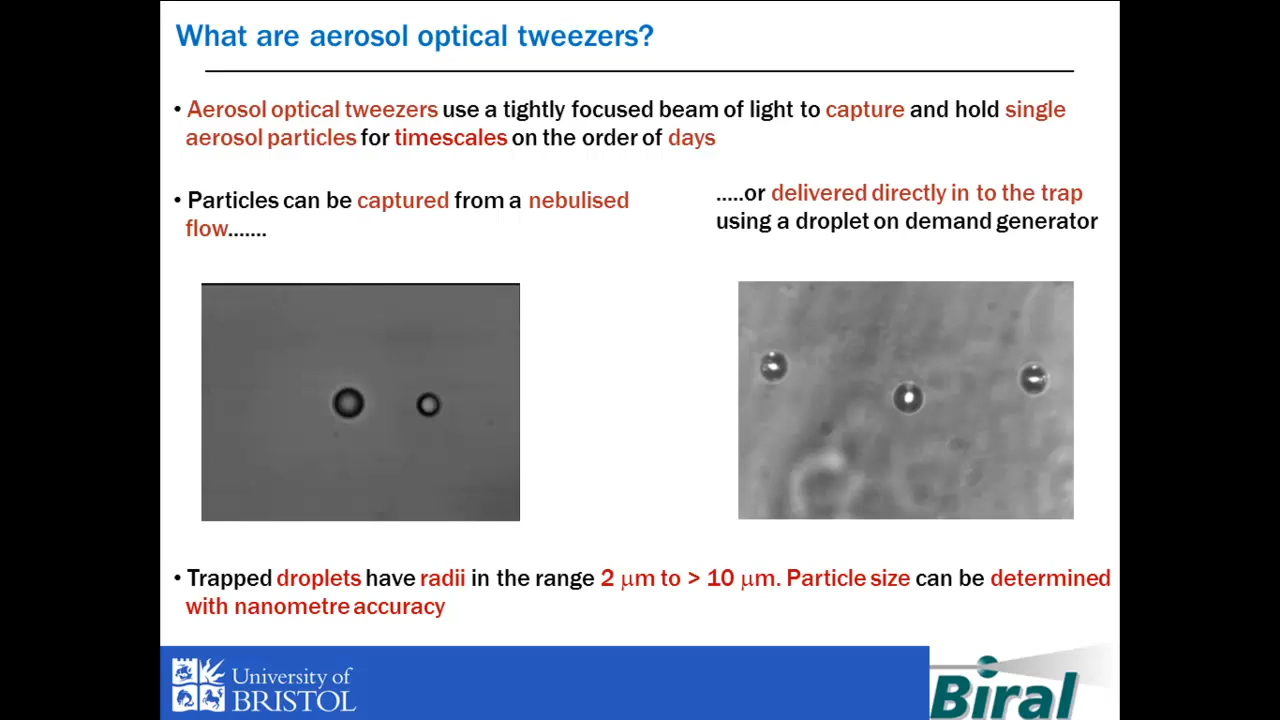 What are aerosol optical tweezers?
• Aerosol optical tweezers use a tightly focused beam of light to capture and hold single
aerosol particles for timescales on the order of days
• Particles can be captured from a nebulised
flow.......
.....or delivered directly in to the trap
using a droplet on demand generator
• Trapped droplets have radii in the range 2 μm to > 10 μm. Particle size can be determined
with nanometre accuracy
University of
BRISTOL
Biral